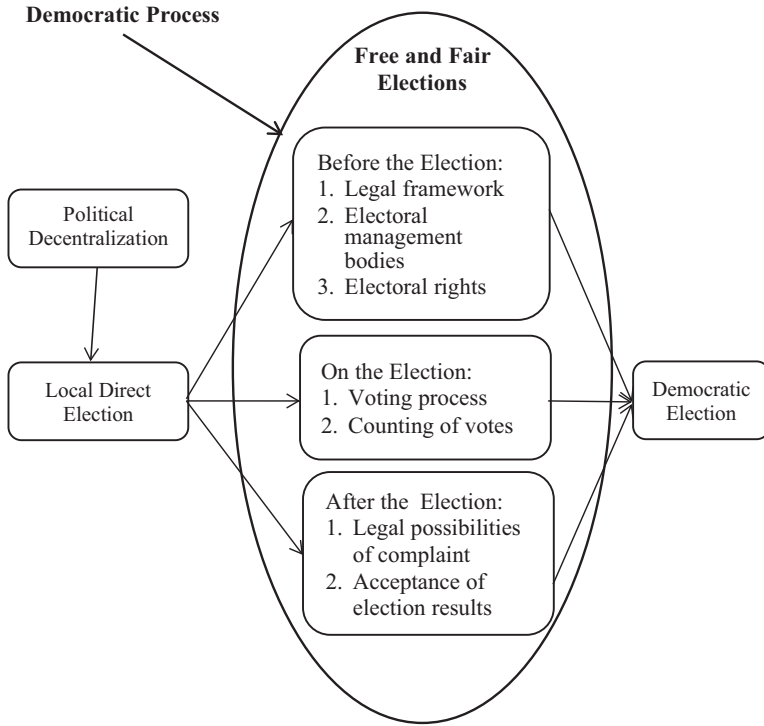 Democratic Process
Free and Fair
Elections
Before the Election:
1. Legal framework
2. Electoral
management
bodies
3. Electoral rights
Political
Decentralization
Local Direct
Election
On the Election:
1. Voting process
2. Counting of votes
Democratic
Election
After the Election:
1. Legal possibilities
of complaint
2. Acceptance of
election results